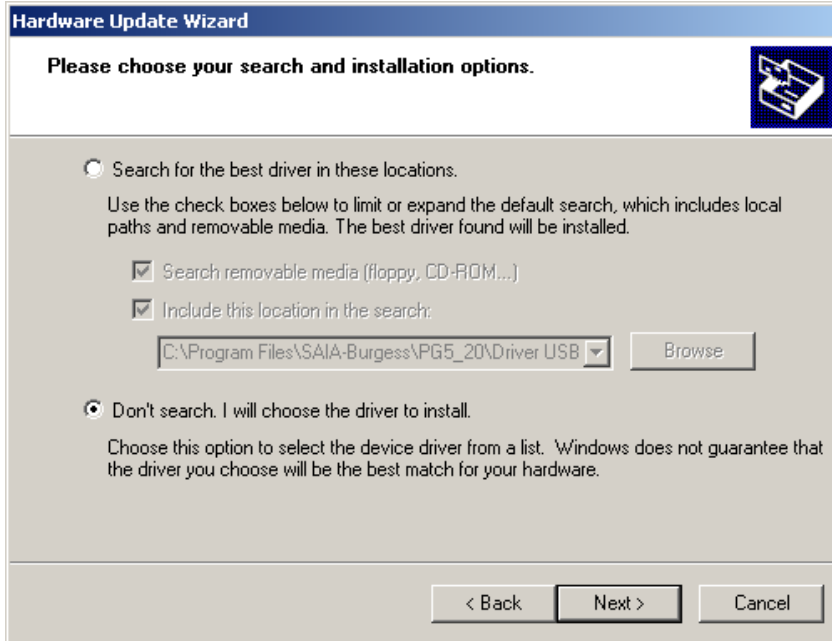 Hardware Update Wizard
Please choose your search and installation options.
Search for the best driver in these locations.
Use the check boxes below to limit or expand the default search, which includes local
paths and removable media. The best driver found will be installed.
Search removable media (floppy, CD-ROM...)
Include this location in the search:
C:\Program Files\SAIA-Burgess\PG5_20\Driver USB
Browse
Don't search. I will choose the driver to install.
Choose this option to select the device driver from a list. Windows does not guarantee that
the driver you choose will be the best match for your hardware.
< Back Next > Cancel